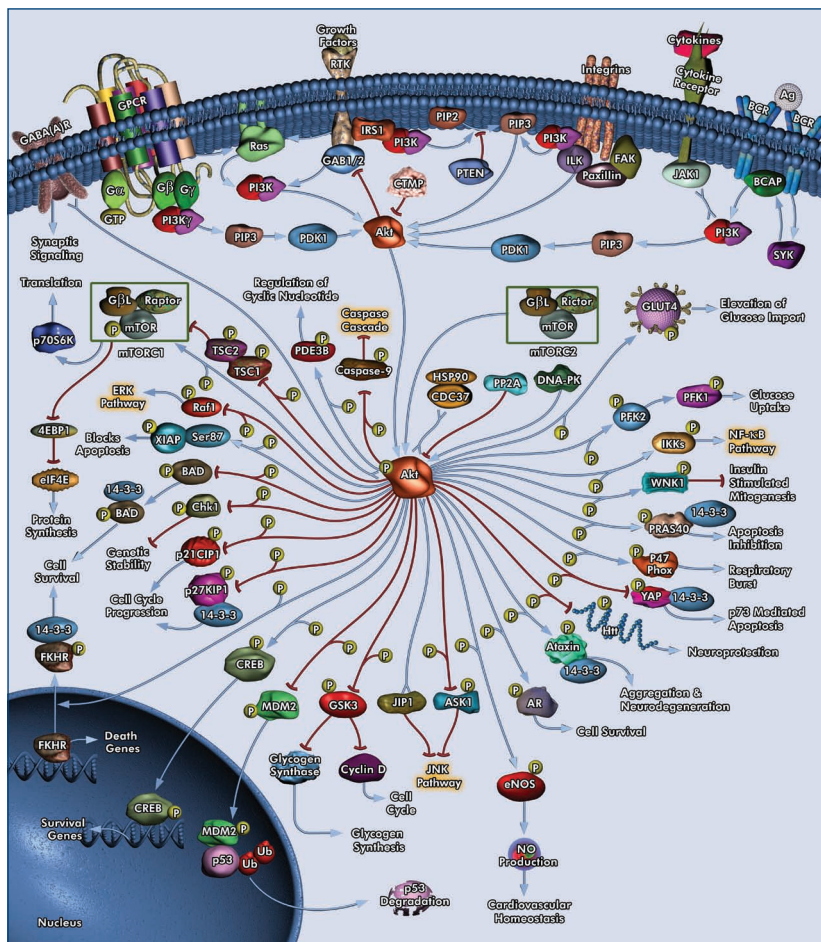 Growth
Factors
RTK
Cytokines
Cytokine
Receptor
Integrins
Ag
BCR
BCR
GABA(A)R
GPCR
Ras
IRS1
PI3K
PIP2
PIP3
PI3K
GAB1/2
PTEN
ILK
FAK
Paxillin
JAK1
BCAP
Gα
Gβ
Gγ
GTP
PI3Kγ
PI3K
CTMP
PIP3
PDK1
Akt
PDK1
PIP3
PI3K
SYK
Synaptic
Signaling
Translation
Regulation of
Cyclic Nucleotide
GβL
Raptor
mTOR
P
mTORC1
p70S6K
TSC2
P
TSC1
P
PDE3B
P
Caspase
Cascade
Caspase-9
P
GβL
Rictor
mTOR
mTORC2
GLUT4
P
Elevation of
Glucose Import
HSP90
CDC37
PP2A
DNA-PK
PFK2
P
PFK1
P
Glucose
Uptake
ERK
Pathway
Raf1
P
4EBP1
Blocks
Apoptosis
XIAP
Ser87
P
IKKs
P
NF-κB
Pathway
eIF4E
BAD
P
14-3-3
BAD
P
Akt
P
WNK1
P
Insulin
Stimulated
Mitogenesis
Protein
Synthesis
Chk1
P
Genetic
Stability
PRAS40
P
14-3-3
Apoptosis
Inhibition
Cell
Survival
p21CIP1
P
P47
Phox
P
Respiratory
Burst
p27KIP1
P
14-3-3
Cell Cycle
Progression
YAP
P
14-3-3
p73 Mediated
Apoptosis
14-3-3
FKHR
P
Htt
P
Neuroprotection
CREB
P
Ataxin
P
14-3-3
Aggregation &
Neurodegeneration
MDM2
P
GSK3
P
JIP1
ASK1
P
AR
P
Cell Survival
FKHR
Death
Genes
Glycogen
Synthase
Cyclin D
JNK
Pathway
eNOS
P
Cell
Cycle
CREB
P
Survival
Genes
MDM2
P
p53
Ub
Ub
Glycogen
Synthesis
NO
Production
p53
Degradation
Cardiovascular
Homeostasis
Nucleus